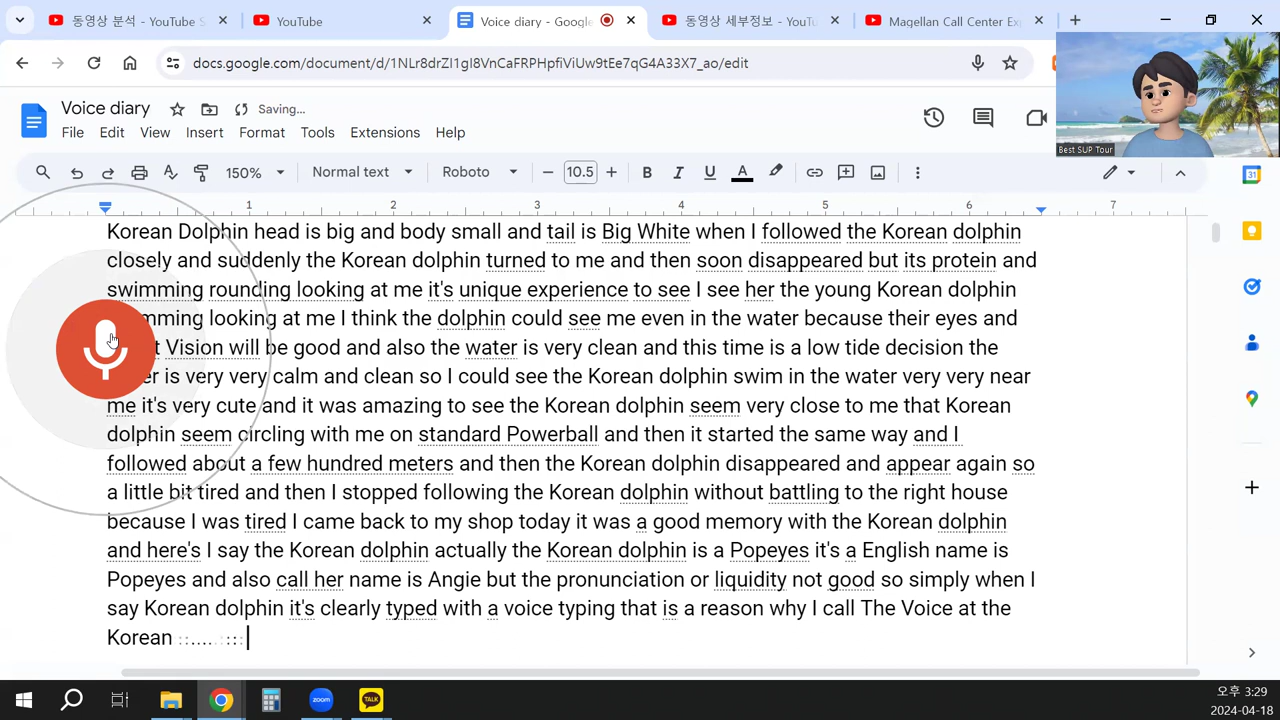 동영상 분석 - YouTube
YouTube
Voice diary - Google
동영상 세부정보 - YouTu
Magellan Call Center Ex
docs.google.com/document/d/1NLr8drZI1gI8VnCaFRPHpfiViUw9tEe7qG4A33X7_ao/edit
Voice diary
Saving...
File Edit View Insert Format Tools Extensions Help
Best SUP Tour
150% Normal text Roboto 10.5
1 2 3 4 5 6 7
Korean Dolphin head is big and body small and tail is Big White when I followed the Korean dolphin
closely and suddenly the Korean dolphin turned to me and then soon disappeared but its protein and
swimming rounding looking at me it's unique experience to see I see her the young Korean dolphin
mming looking at me I think the dolphin could see me even in the water because their eyes and
t Vision will be good and also the water is very clean and this time is a low tide decision the
er is very very calm and clean so I could see the Korean dolphin swim in the water very very near
me it's very cute and it was amazing to see the Korean dolphin seem very close to me that Korean
dolphin seem circling with me on standard Powerball and then it started the same way and I
followed about a few hundred meters and then the Korean dolphin disappeared and appear again so
a little bit tired and then I stopped following the Korean dolphin without battling to the right house
because I was tired I came back to my shop today it was a good memory with the Korean dolphin
and here's I say the Korean dolphin actually the Korean dolphin is a Popeyes it's a English name is
Popeyes and also call her name is Angie but the pronunciation or liquidity not good so simply when I
say Korean dolphin it's clearly typed with a voice typing that is a reason why I call The Voice at the
Korean
31
zoom
TALK
오후 3:29
2024-04-18